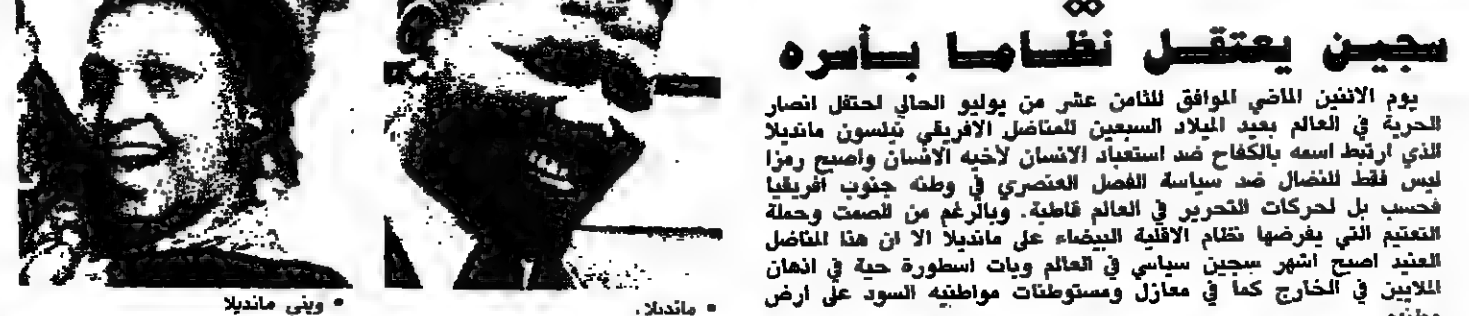 سجين يعتقل نظاما بأسره
يوم الاثنين الماضي الموافق للثامن عشر من يوليو الحالي احتفل انصار
الحرية في العالم بعيد الميلاد السبعين للمناضل الافريقي نيلسون مانديلا
الذي ارتبط اسمه بالكفاح ضد استعباد الانسان لأخيه الانسان واصبح رمزا
ليس فقط للنضال ضد سياسة الفصل العنصري في وطنه جنوب افريقيا
فحسب بل لحركات التحرير في العالم قاطبة. وبالرغم من الصمت وحملة
التعتيم التي يفرضها نظام الاقلية البيضاء على مانديلا الا ان هذا المناضل
العنيد اصبح اشهر سجين سياسي في العالم وبات اسطورة حية في اذهان
الملايين في الخارج كما في معازل ومستوطنات مواطنيه السود على ارض
• مانديلا.
• ويني مانديلا